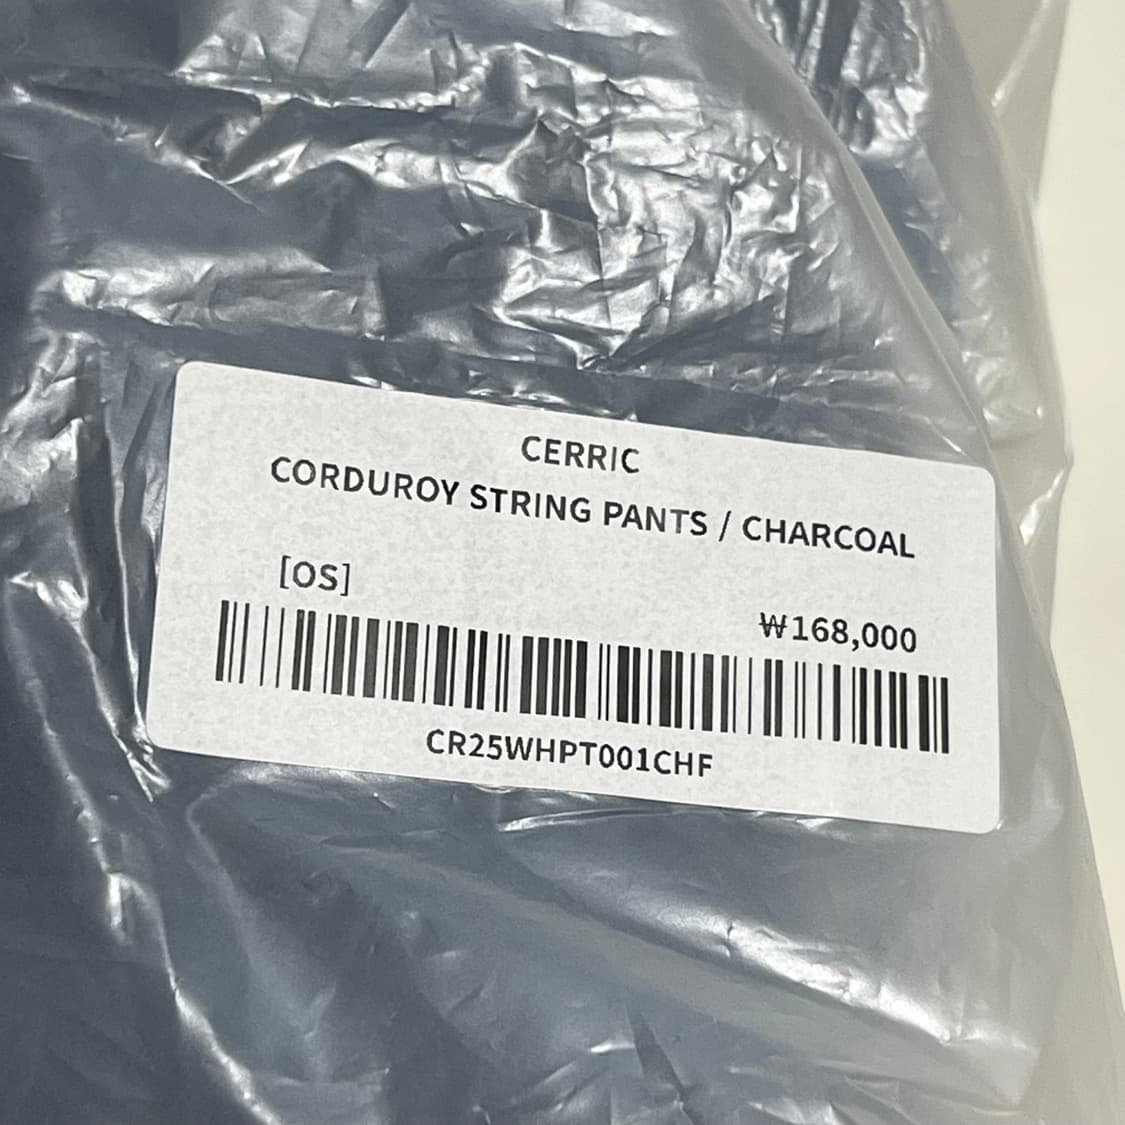 CERRIC
CORDUROY STRING PANTS / CHARCOAL
[OS]
₩168,000
CR25WHPT001CHF